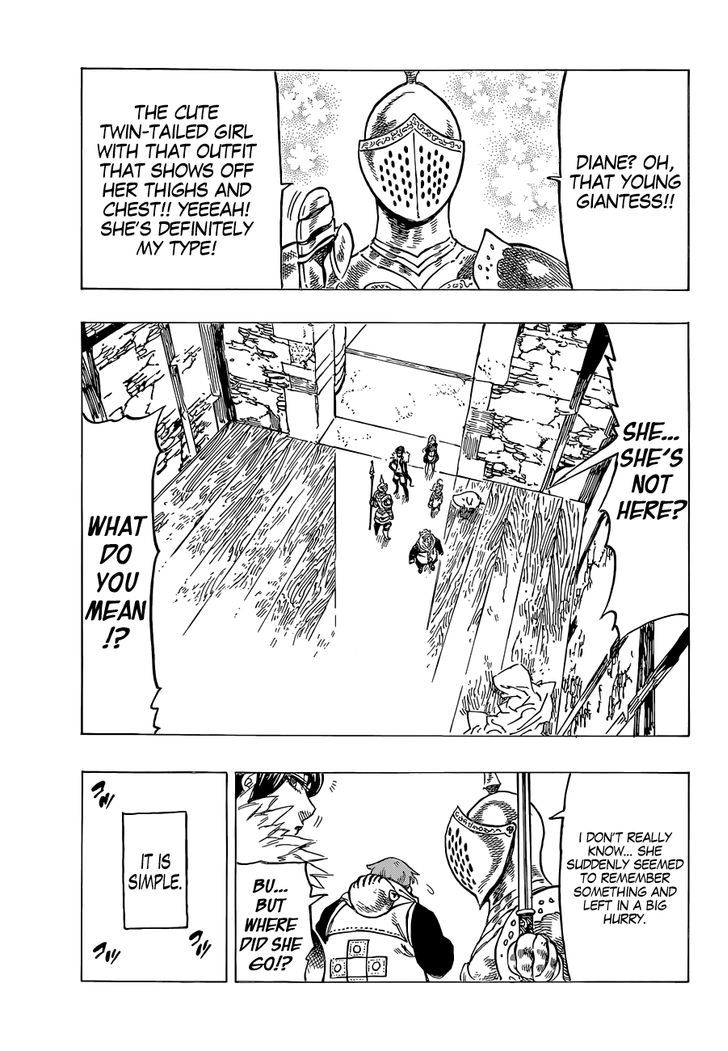 DIANE? OH,
THAT YOUNG
GIANTESS!!
THE CUTE
TWIN-TAILED GIRL
WITH THAT OUTFIT
THAT SHOWS OFF
HER THIGHS AND
CHEST!! YEEEAH!
SHE'S DEFINITELY
MY TYPE!
SHE...
SHE'S
NOT
HERE?
WHAT
DO
YOU
MEAN
!?
I DON'T REALLY
KNOW... SHE
SUDDENLY SEEMED
TO REMEMBER
SOMETHING AND
LEFT IN A BIG
HURRY.
BU...
BUT
WHERE
DID SHE
GO!?
IT IS
SIMPLE.